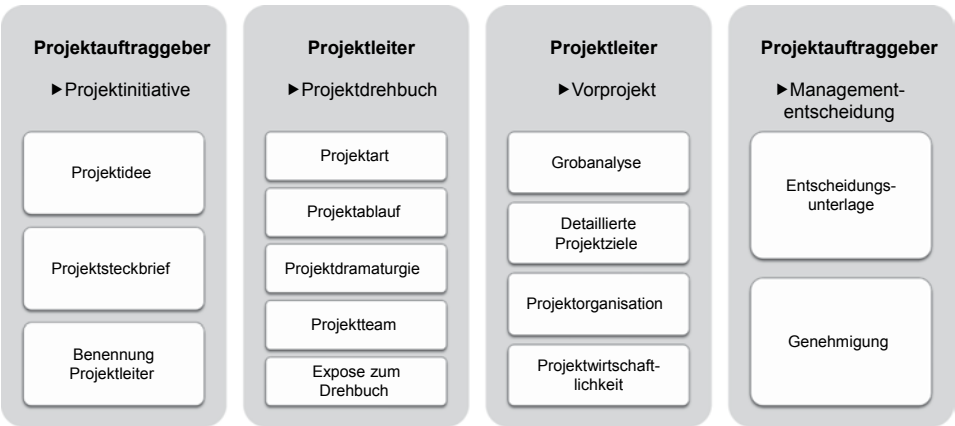 Projektauftraggeber
►Projektinitiative
Projektidee
Projektsteckbrief
Benennung
Projektleiter
Projektleiter
►Projektdrehbuch
Projektart
Projektablauf
Projektdramaturgie
Projektteam
Expose zum
Drehbuch
Projektleiter
►Vorprojekt
Grobanalyse
Detaillierte
Projektziele
Projektorganisation
Projektwirtschaft-
lichkeit
Projektauftraggeber
►Management-
entscheidung
Entscheidungs-
unterlage
Genehmigung